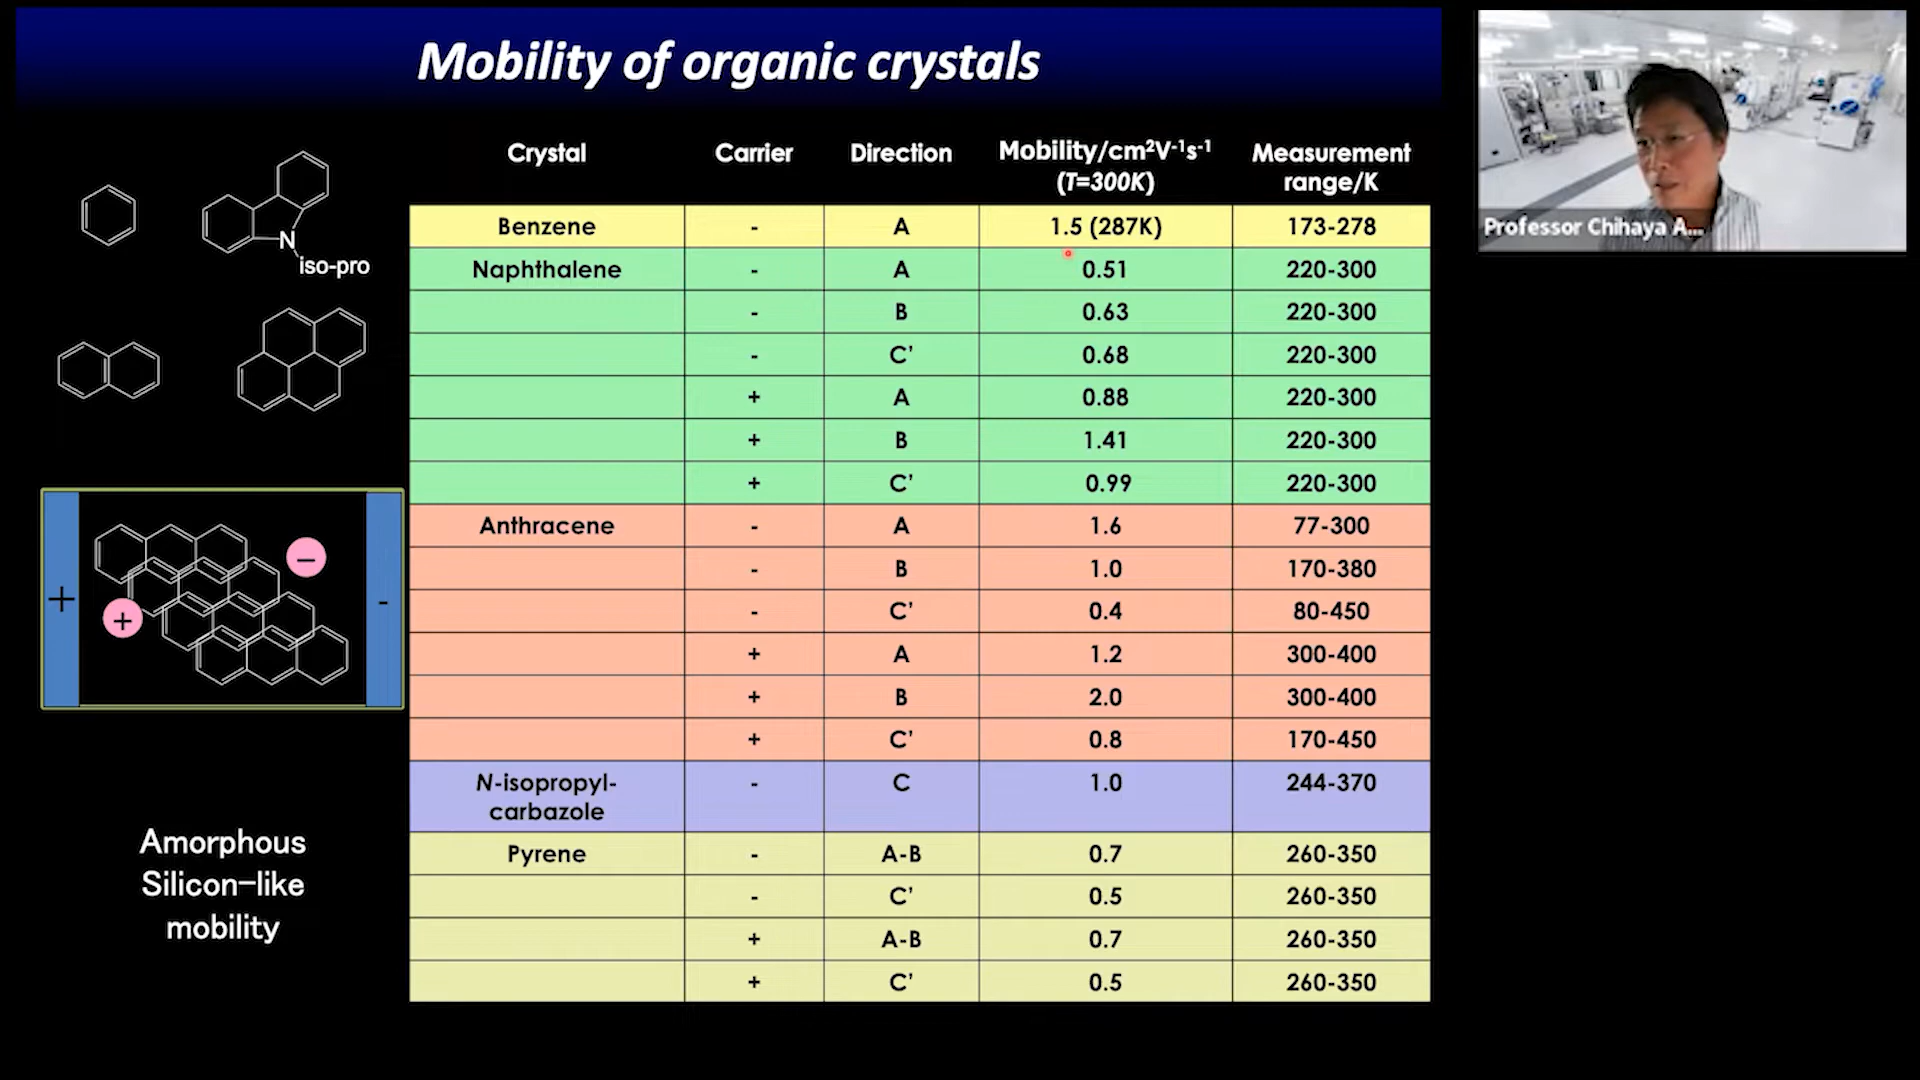 Mobility of organic crystals
Professor Chihaya A...
N
iso-pro
+
-
−
+
Amorphous
Silicon-like
mobility
Crystal Carrier Direction Mobility/cm²V⁻¹s⁻¹ (T=300K) Measurement range/K
Benzene - A 1.5 (287K) 173-278
Naphthalene - A 0.51 220-300
- B 0.63 220-300
- C’ 0.68 220-300
+ A 0.88 220-300
+ B 1.41 220-300
+ C’ 0.99 220-300
Anthracene - A 1.6 77-300
- B 1.0 170-380
- C’ 0.4 80-450
+ A 1.2 300-400
+ B 2.0 300-400
+ C’ 0.8 170-450
N-isopropyl-carbazole - C 1.0 244-370
Pyrene - A-B 0.7 260-350
- C’ 0.5 260-350
+ A-B 0.7 260-350
+ C’ 0.5 260-350